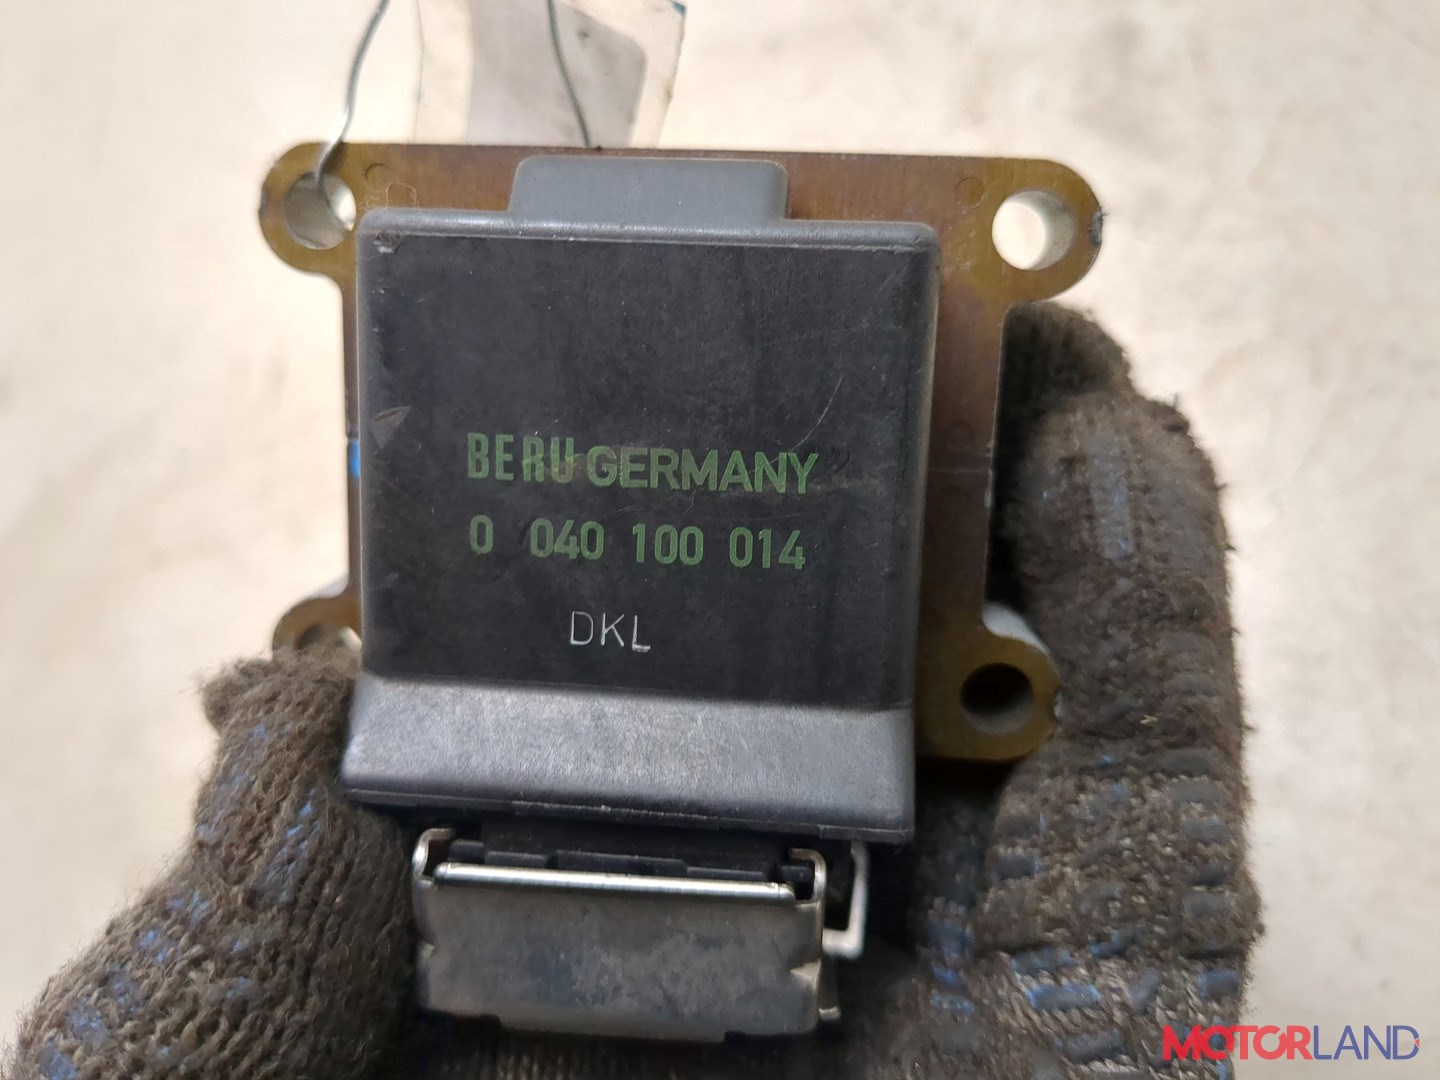 BERU GERMANY
0 040 100 014
DKL
MOTORLAND